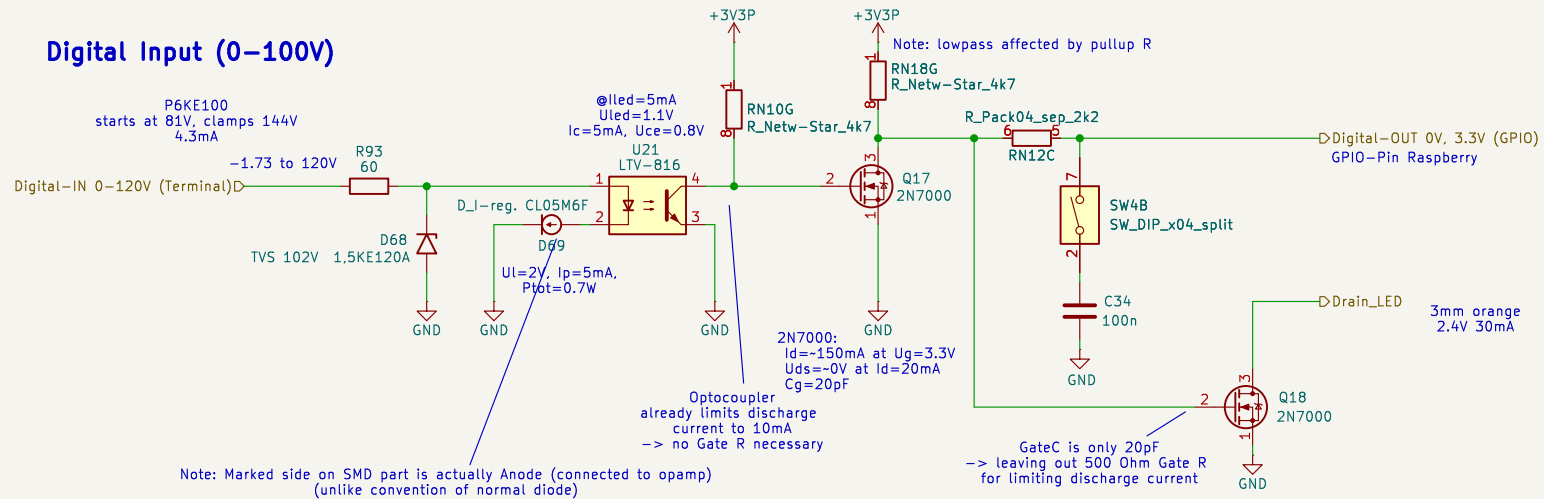 +3V3P
+3V3P
Digital Input (0-100V)
Note: lowpass affected by pullup R
P6KE100
starts at 81V, clamps 144V
4.3mA
@Iled=5mA
Uled=1.1V
Ic=5mA, Uce=0.8V
1
8
RN10G
R_Netw-Star_4k7
1
8
RN18G
R_Netw-Star_4k7
R_Pack04_sep_2k2
6
5
RN12C
Digital-OUT 0V, 3.3V (GPIO)
GPIO-Pin Raspberry
-1.73 to 120V
R93
60
U21
LTV-816
Digital-IN 0-120V (Terminal)
1
4
2
3
2
3
1
Q17
2N7000
7
2
SW4B
SW_DIP_x04_split
D_I-reg. CL05M6F
D69
D68
TVS 102V 1,5KE120A
Ul=2V, Ip=5mA,
Ptot=0.7W
GND
GND
GND
GND
C34
100n
Drain_LED
3mm orange
2.4V 30mA
2N7000:
Id=~150mA at Ug=3.3V
Uds=~0V at Id=20mA
Cg=20pF
GND
Optocoupler
already limits discharge
current to 10mA
-> no Gate R necessary
2
3
1
Q18
2N7000
GateC is only 20pF
-> leaving out 500 Ohm Gate R
for limiting discharge current
GND
Note: Marked side on SMD part is actually Anode (connected to opamp)
(unlike convention of normal diode)